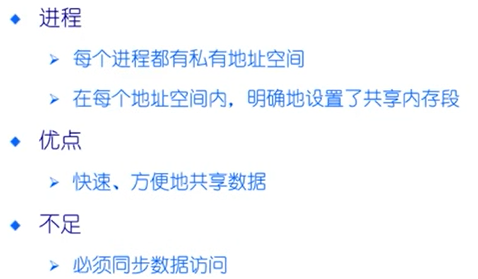 进程
每个进程都有私有地址空间
在每个地址空间内，明确地设置了共享内存段
优点
快速、方便地共享数据
不足
必须同步数据访问